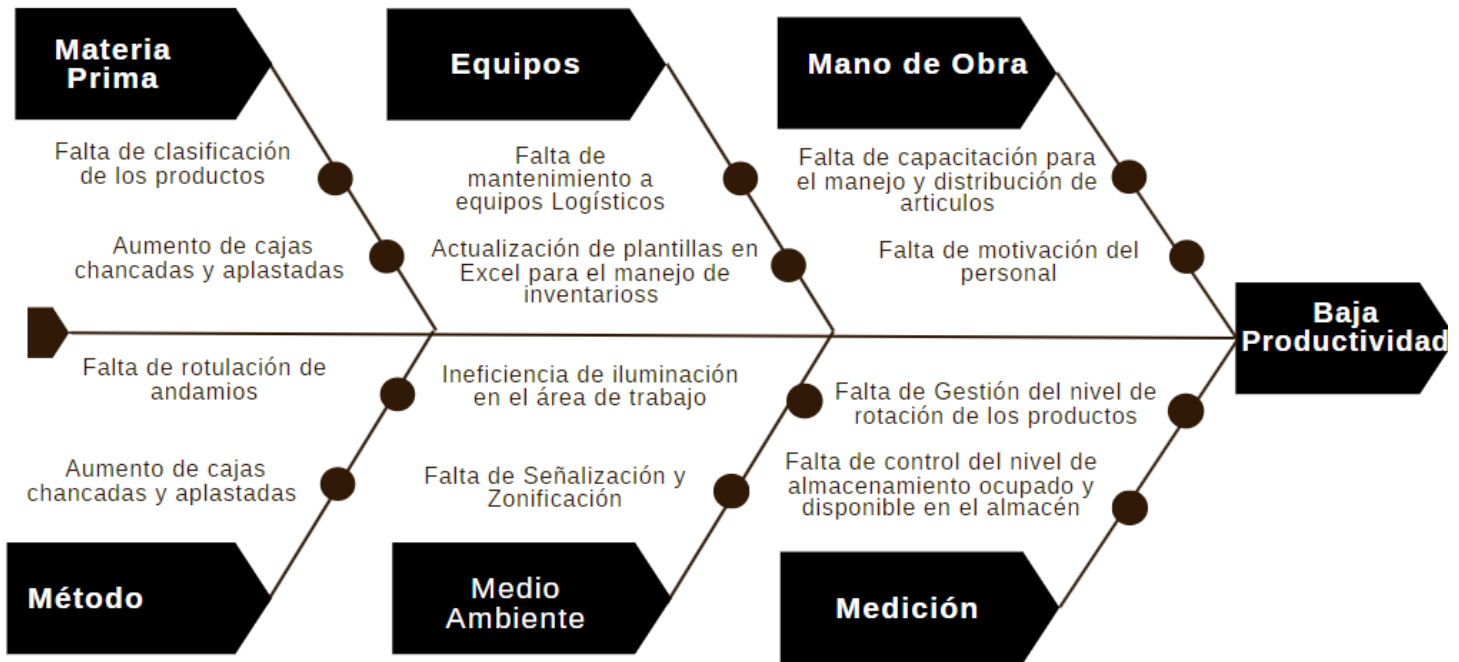 Materia
Prima
Equipos
Mano de Obra
Falta de clasificación
de los productos
Aumento de cajas
chancadas y aplastadas
Falta de
mantenimiento a
equipos Logísticos
Actualización de plantillas en
Excel para el manejo de
inventarioss
Falta de capacitación para
el manejo y distribución de
articulos
Falta de motivación del
personal
Baja
Productividad
Falta de rotulación de
andamios
Aumento de cajas
chancadas y aplastadas
Ineficiencia de iluminación
en el área de trabajo
Falta de Señalización y
Zonificación
Falta de Gestión del nivel de
rotación de los productos
Falta de control del nivel de
almacenamiento ocupado y
disponible en el almacén
Método
Medio
Ambiente
Medición